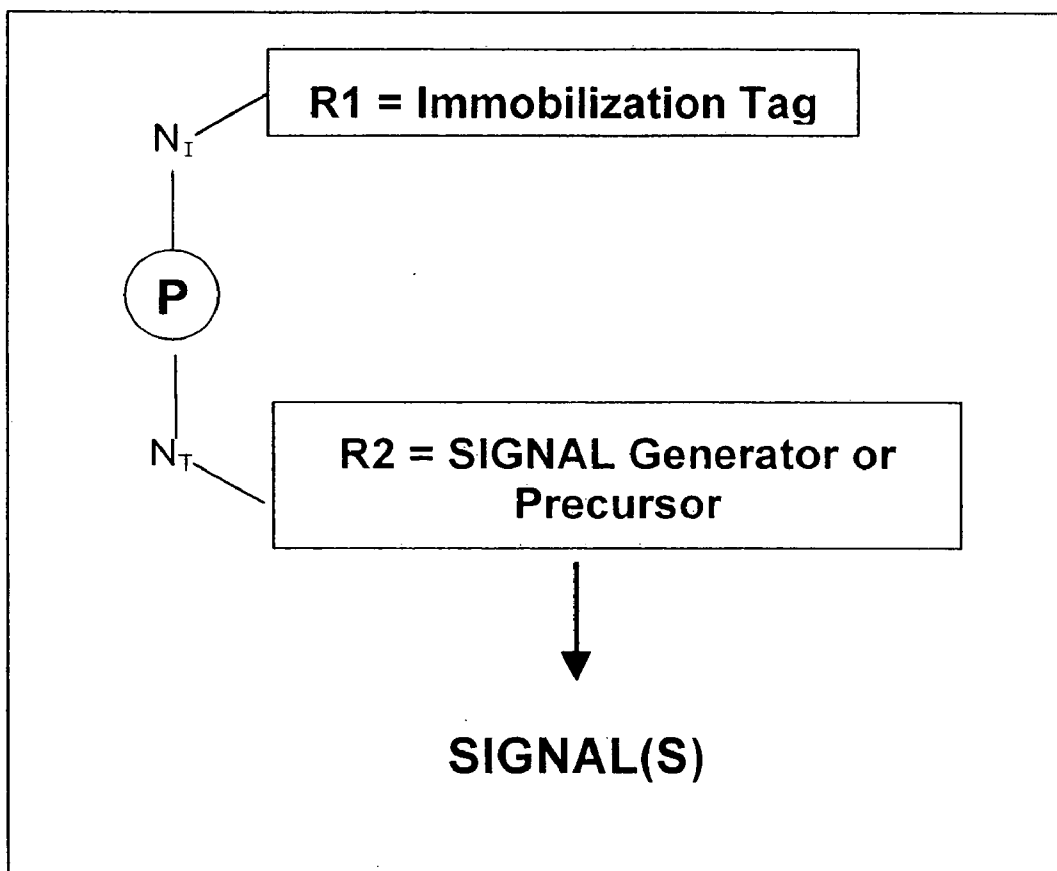 R1 = Immobilization Tag
N_I
P
N_T
R2 = SIGNAL Generator or
Precursor
SIGNAL(S)